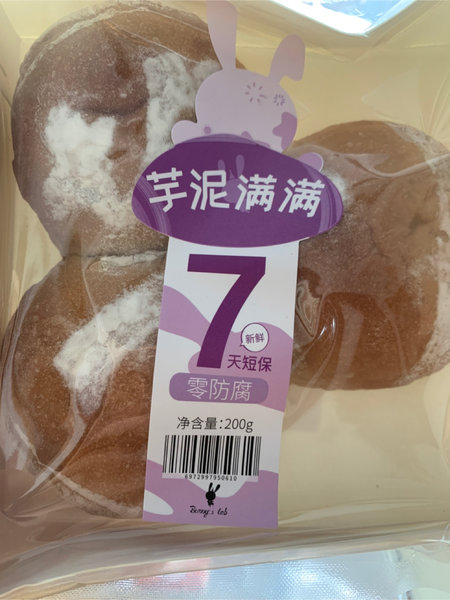 芋泥满满
7
新鲜
天短保
零防腐
净含量:200g
6972997950610
Bunny's lab